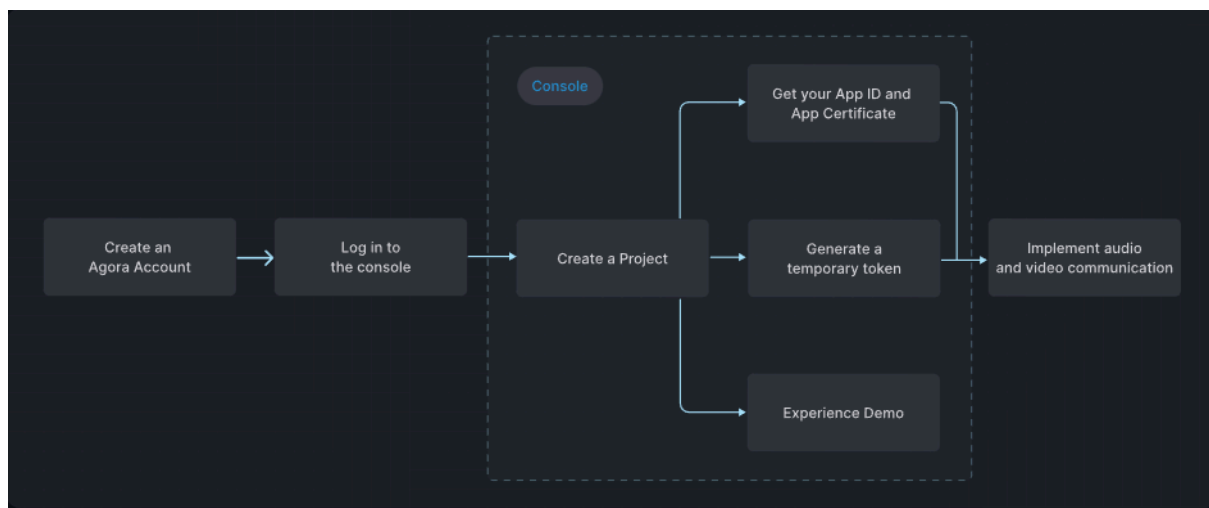 Console
Create an
Agora Account
Log in to
the console
Create a Project
Get your App ID and
App Certificate
Generate a
temporary token
Experience Demo
Implement audio
and video communication